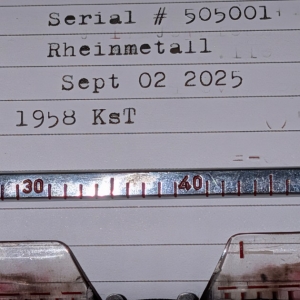 Serial # 505001
Rheinmetall
Sept 02 2025
1958 KsT
30 40